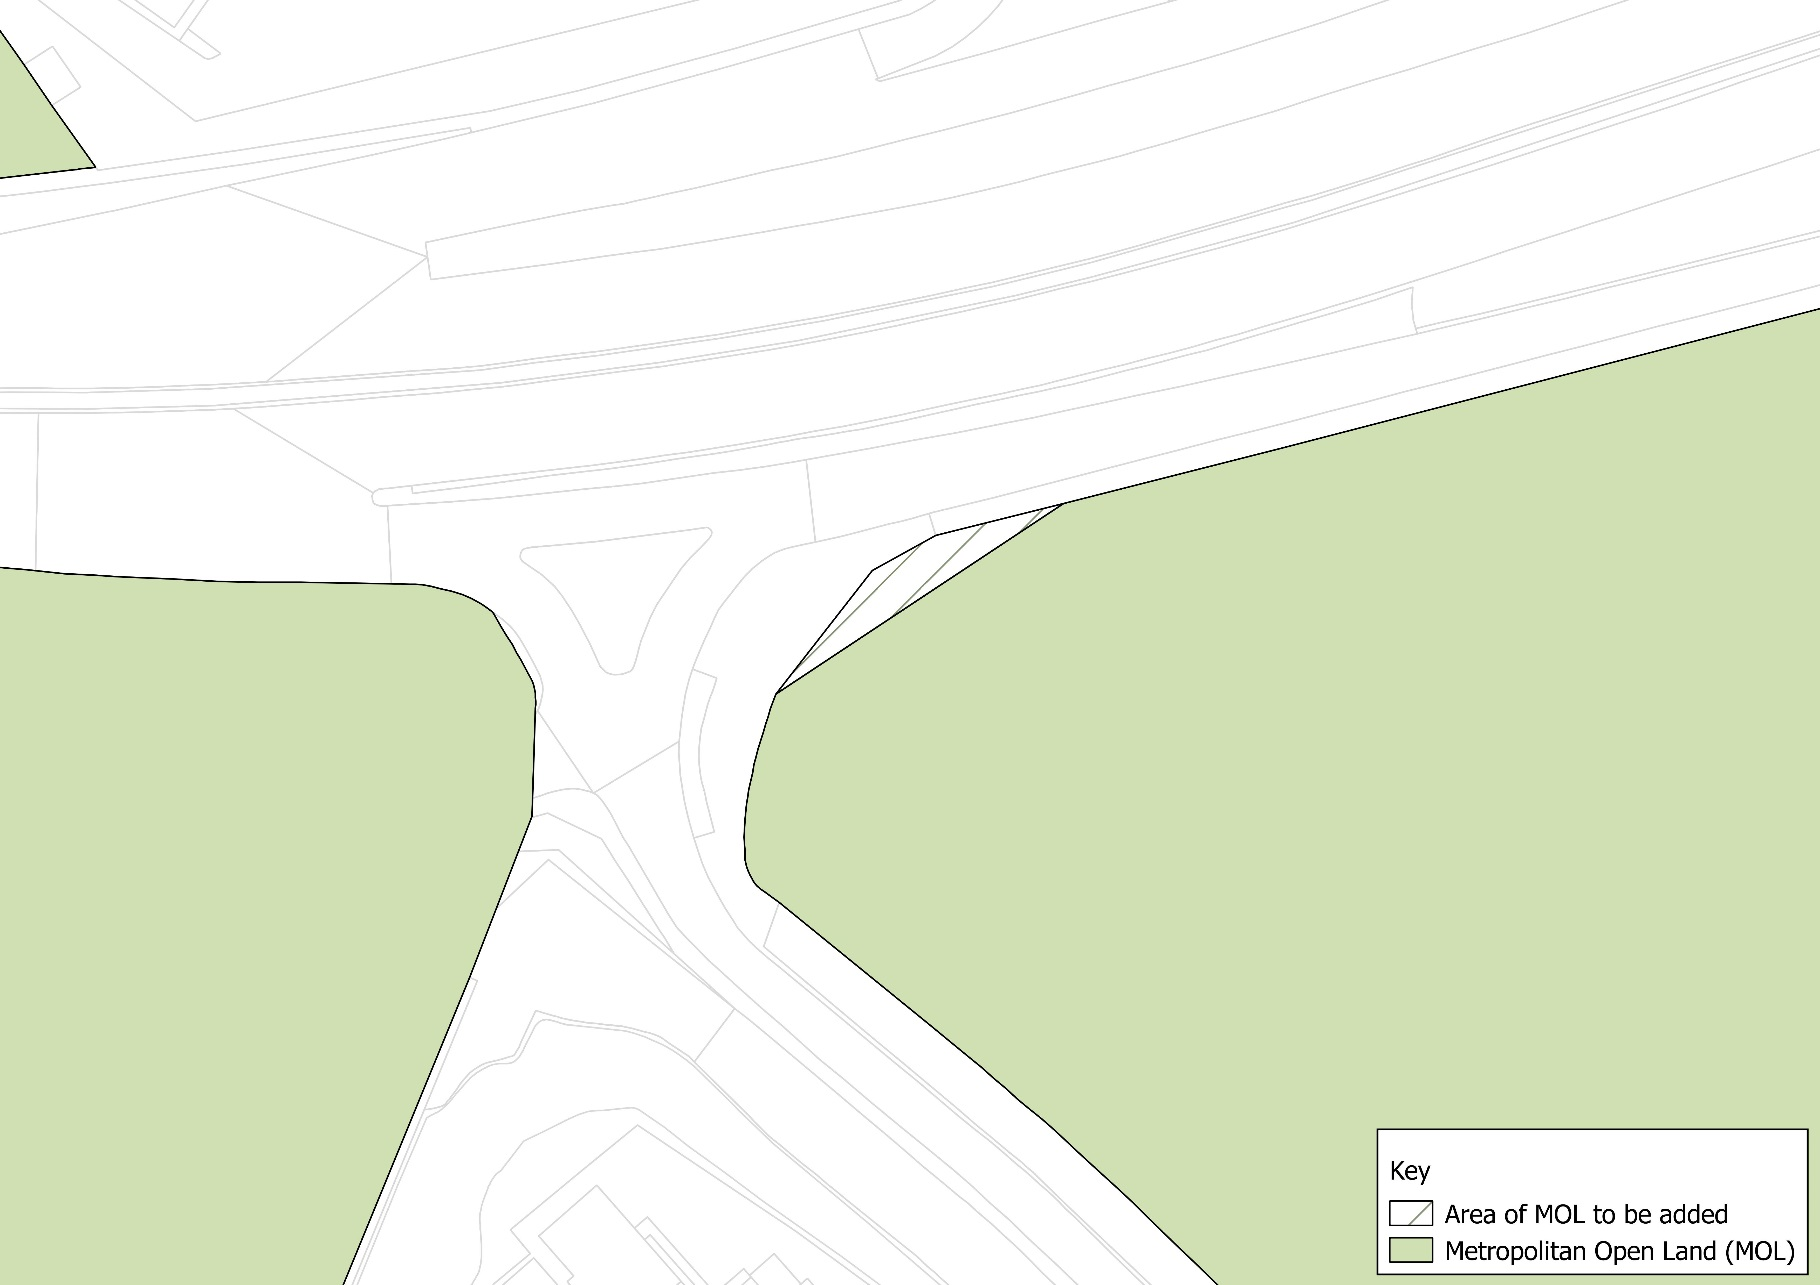 Key
Area of MOL to be added
Metropolitan Open Land (MOL)